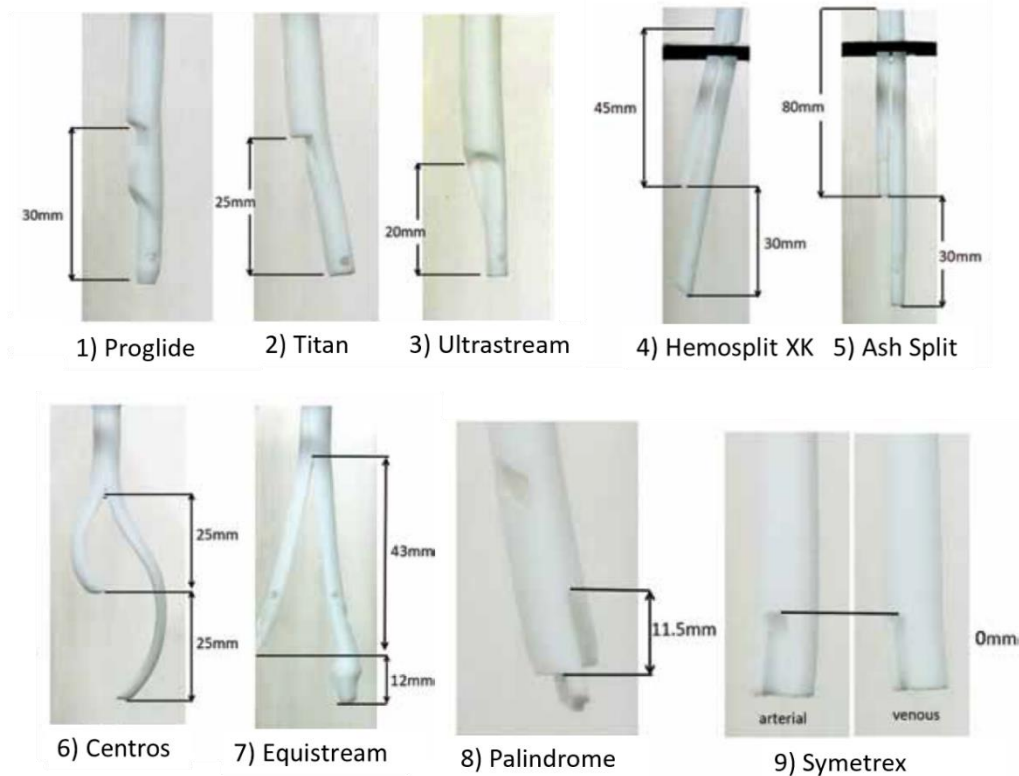 30mm
1) Proglide
25mm
2) Titan
20mm
3) Ultrastream
45mm
30mm
4) Hemosplit XK
80mm
30mm
5) Ash Split
25mm
25mm
6) Centros
43mm
12mm
7) Equistream
11.5mm
8) Palindrome
0mm
arterial
venous
9) Symetrex